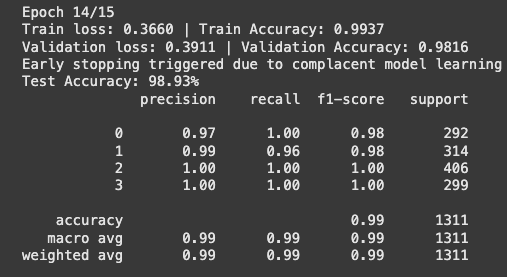 Epoch 14/15
Train loss: 0.3660 | Train Accuracy: 0.9937
Validation loss: 0.3911 | Validation Accuracy: 0.9816
Early stopping triggered due to complacent model learning
Test Accuracy: 98.93%
precision recall f1-score support
0 0.97 1.00 0.98 292
1 0.99 0.96 0.98 314
2 1.00 1.00 1.00 406
3 1.00 1.00 1.00 299
accuracy 0.99 1311
macro avg 0.99 0.99 0.99 1311
weighted avg 0.99 0.99 0.99 1311